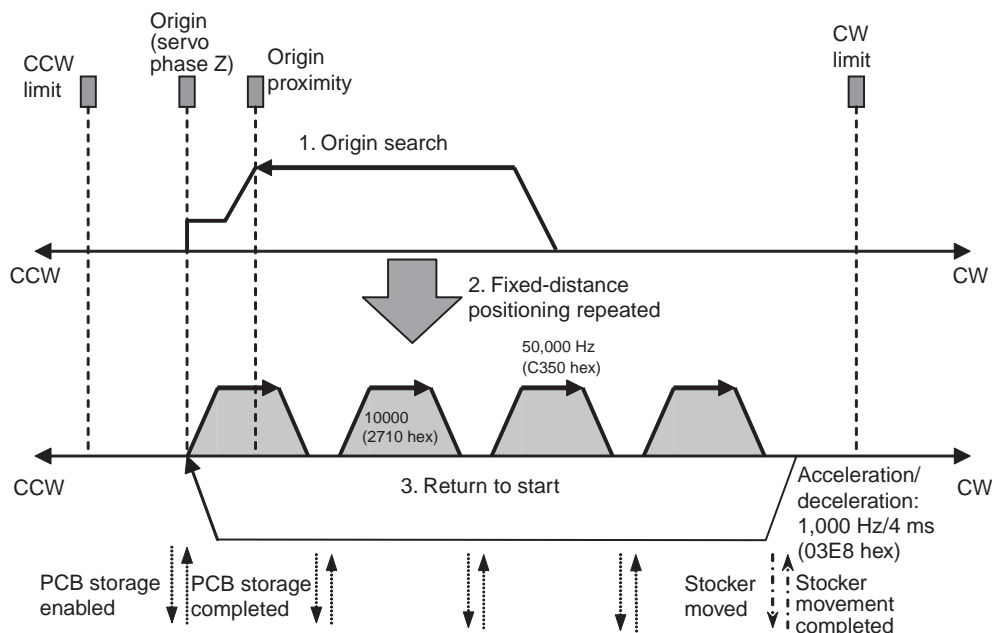 CCW
limit
Origin
(servo
phase Z)
Origin
proximity
CW
limit
1. Origin search
CCW
CW
2. Fixed-distance
positioning repeated
50,000 Hz
(C350 hex)
10000
(2710 hex)
CCW
CW
3. Return to start
Acceleration/
deceleration:
1,000 Hz/4 ms
(03E8 hex)
PCB storage
enabled
PCB storage
completed
Stocker
moved
Stocker
movement
completed